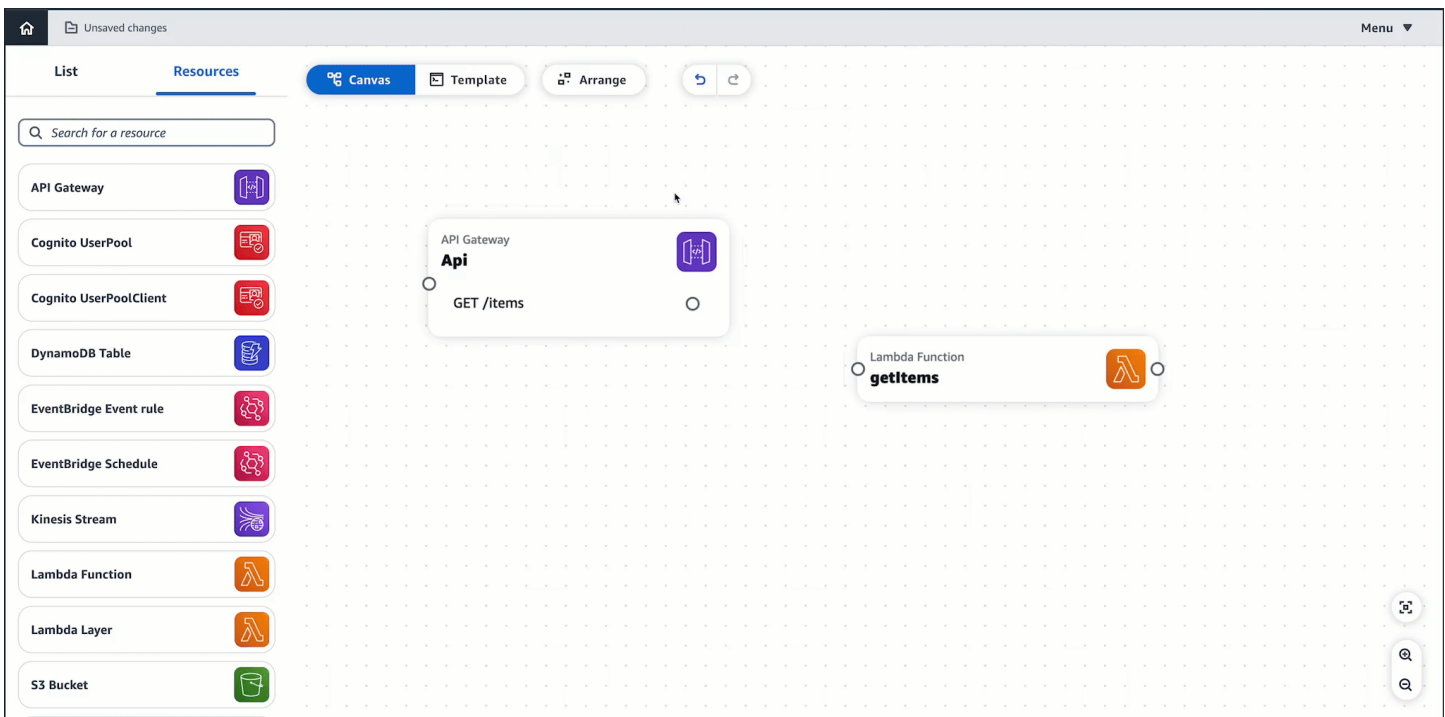 Unsaved changes
Menu
List
Resources
Canvas
Template
Arrange
Search for a resource
API Gateway
Cognito UserPool
Cognito UserPoolClient
DynamoDB Table
EventBridge Event rule
EventBridge Schedule
Kinesis Stream
Lambda Function
Lambda Layer
S3 Bucket
API Gateway
Api
GET /items
Lambda Function
getItems